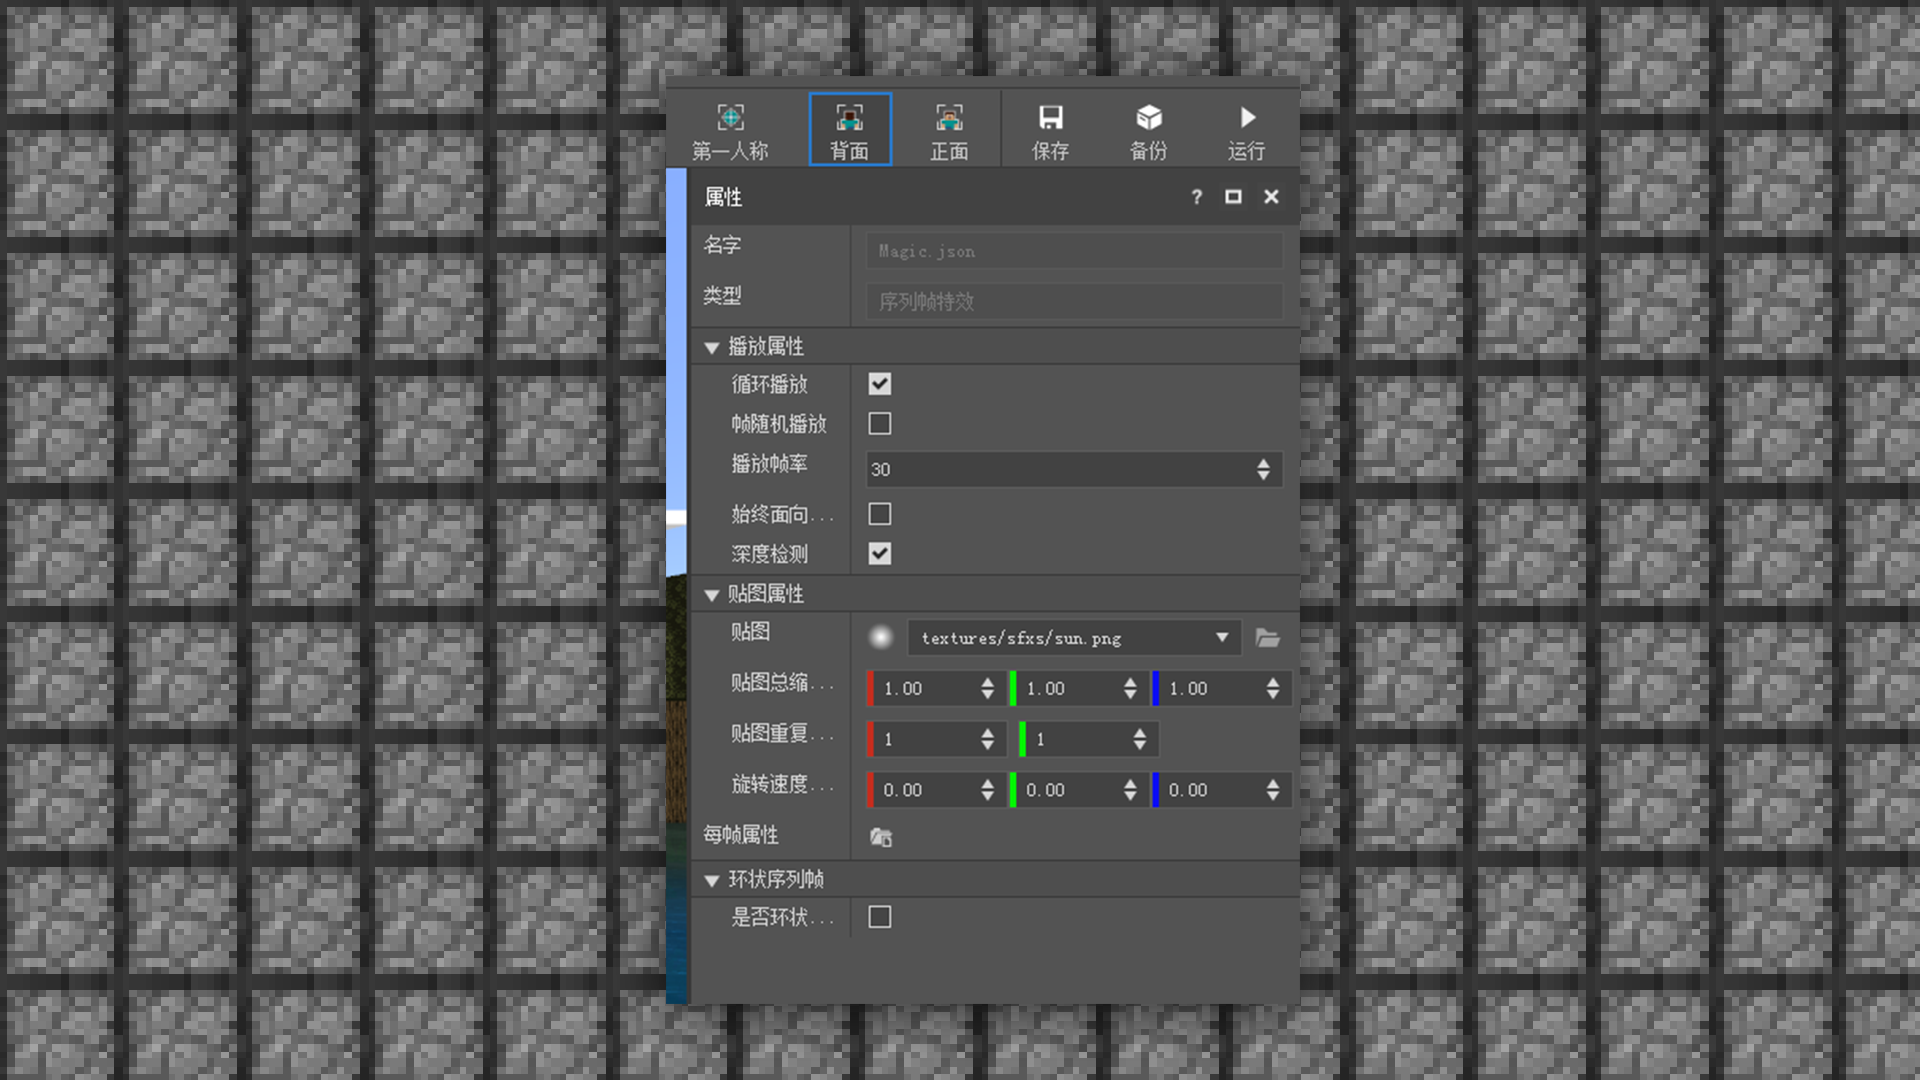 第一人称 背面 正面 保存 备份 运行
属性 ?
名字 Magic.json
类型 序列帧特效
播放属性
循环播放
帧随机播放
播放帧率 30
始终面向...
深度检测
贴图属性
贴图 textures/sfxs/sun.png
贴图总缩... 1.00 1.00 1.00
贴图重复... 1 1
旋转速度... 0.00 0.00 0.00
每帧属性
环状序列帧
是否环状...